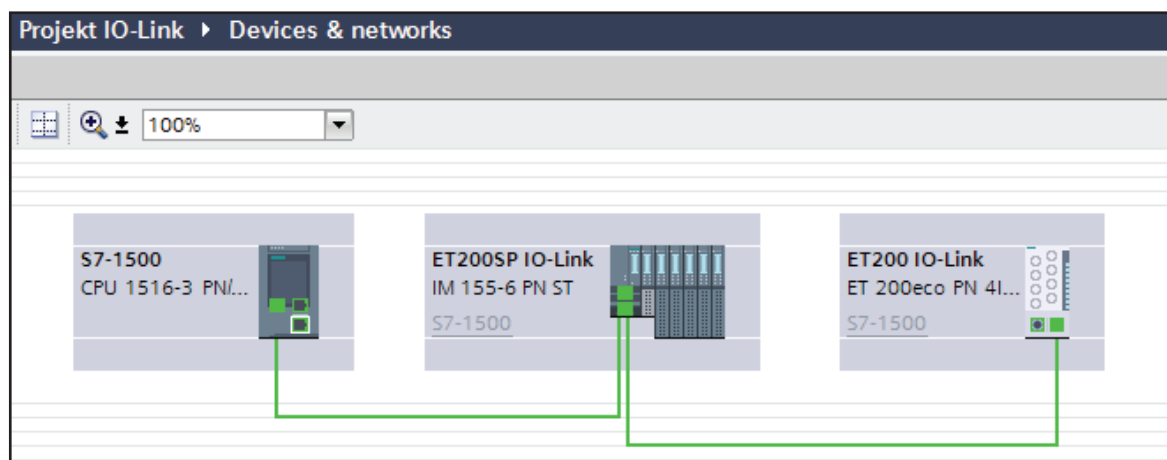 Projekt IO-Link ▸ Devices & networks
100%
S7-1500
CPU 1516-3 PN/...
ET200SP IO-Link
IM 155-6 PN ST
S7-1500
ET200 IO-Link
ET 200eco PN 4I...
S7-1500